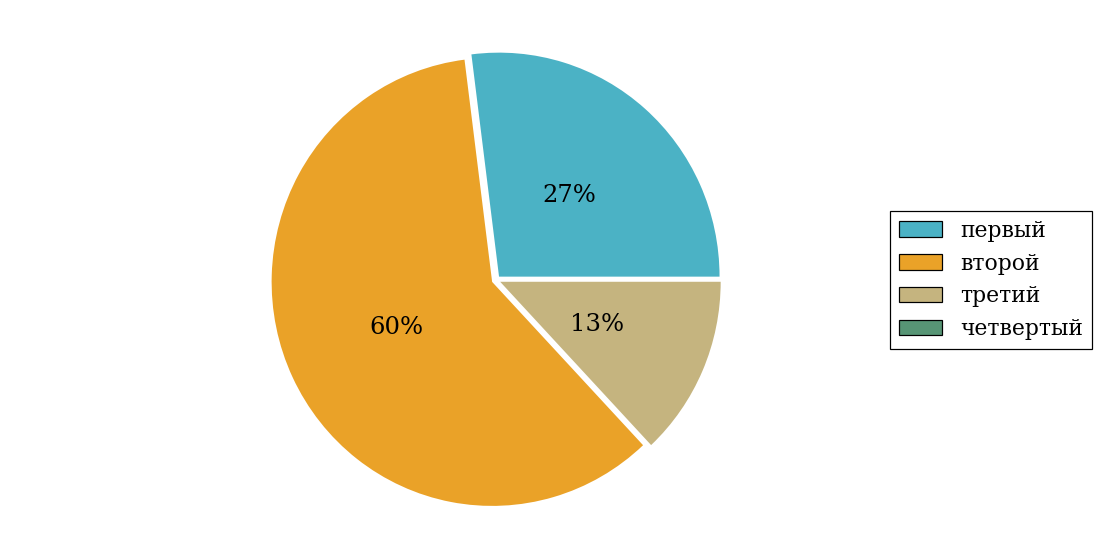 27%
60%
13%
первый
второй
третий
четвертый